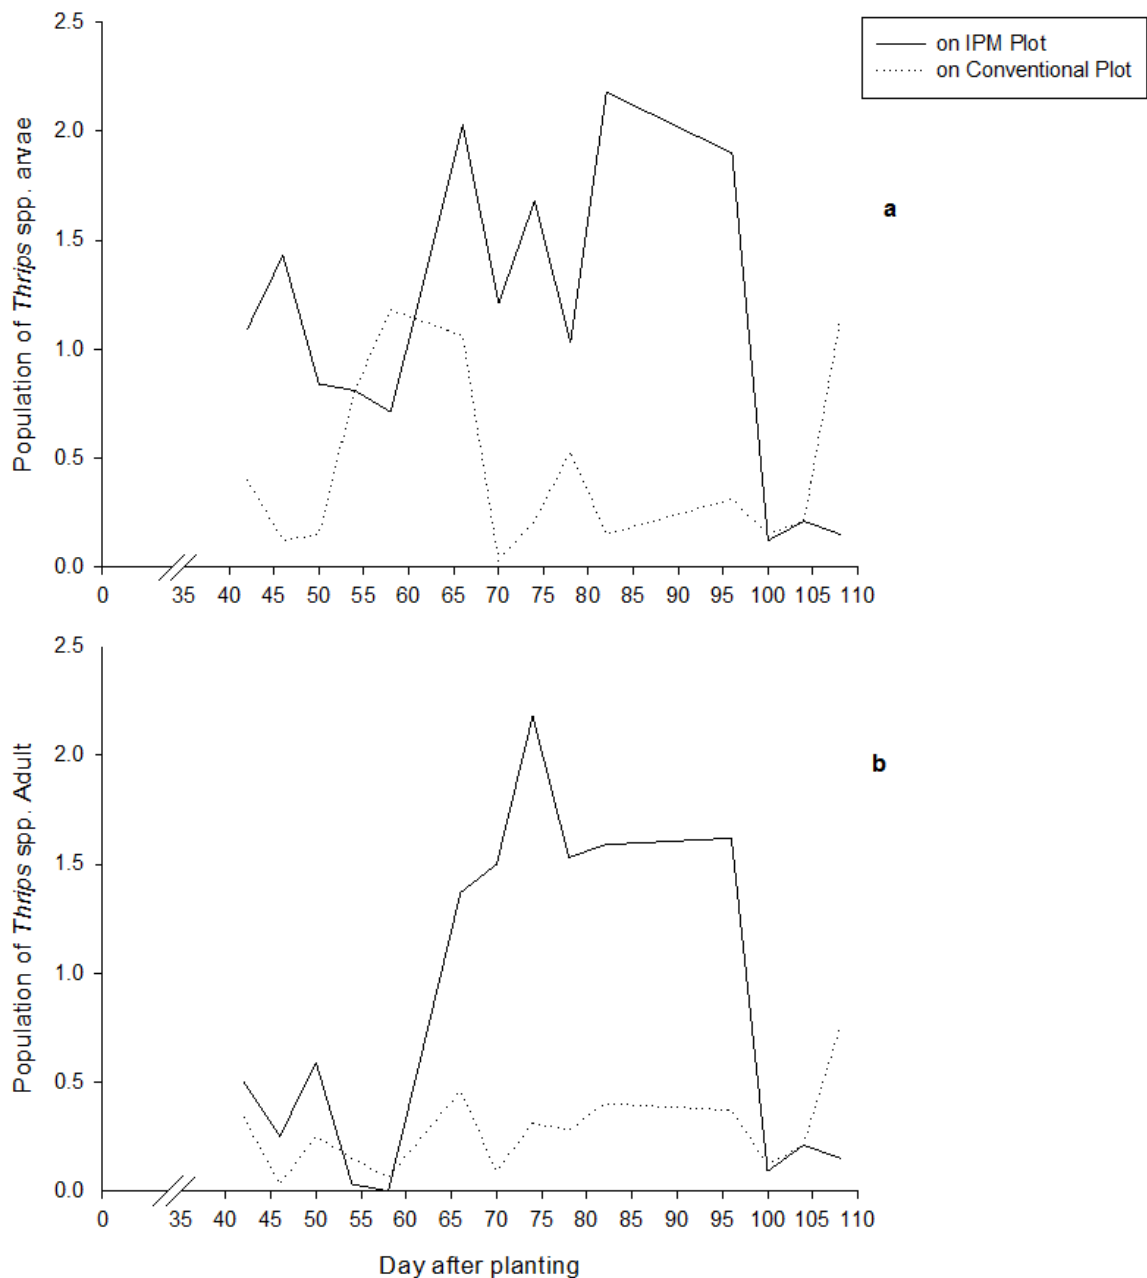 2.5
on IPM Plot
on Conventional Plot
2.0
1.5
1.0
0.5
0.0
Population of Thrips spp. arvae
a
0 35 40 45 50 55 60 65 70 75 80 85 90 95 100 105 110
2.5
2.0
1.5
1.0
0.5
0.0
Population of Thrips spp. Adult
b
0 35 40 45 50 55 60 65 70 75 80 85 90 95 100 105 110
Day after planting